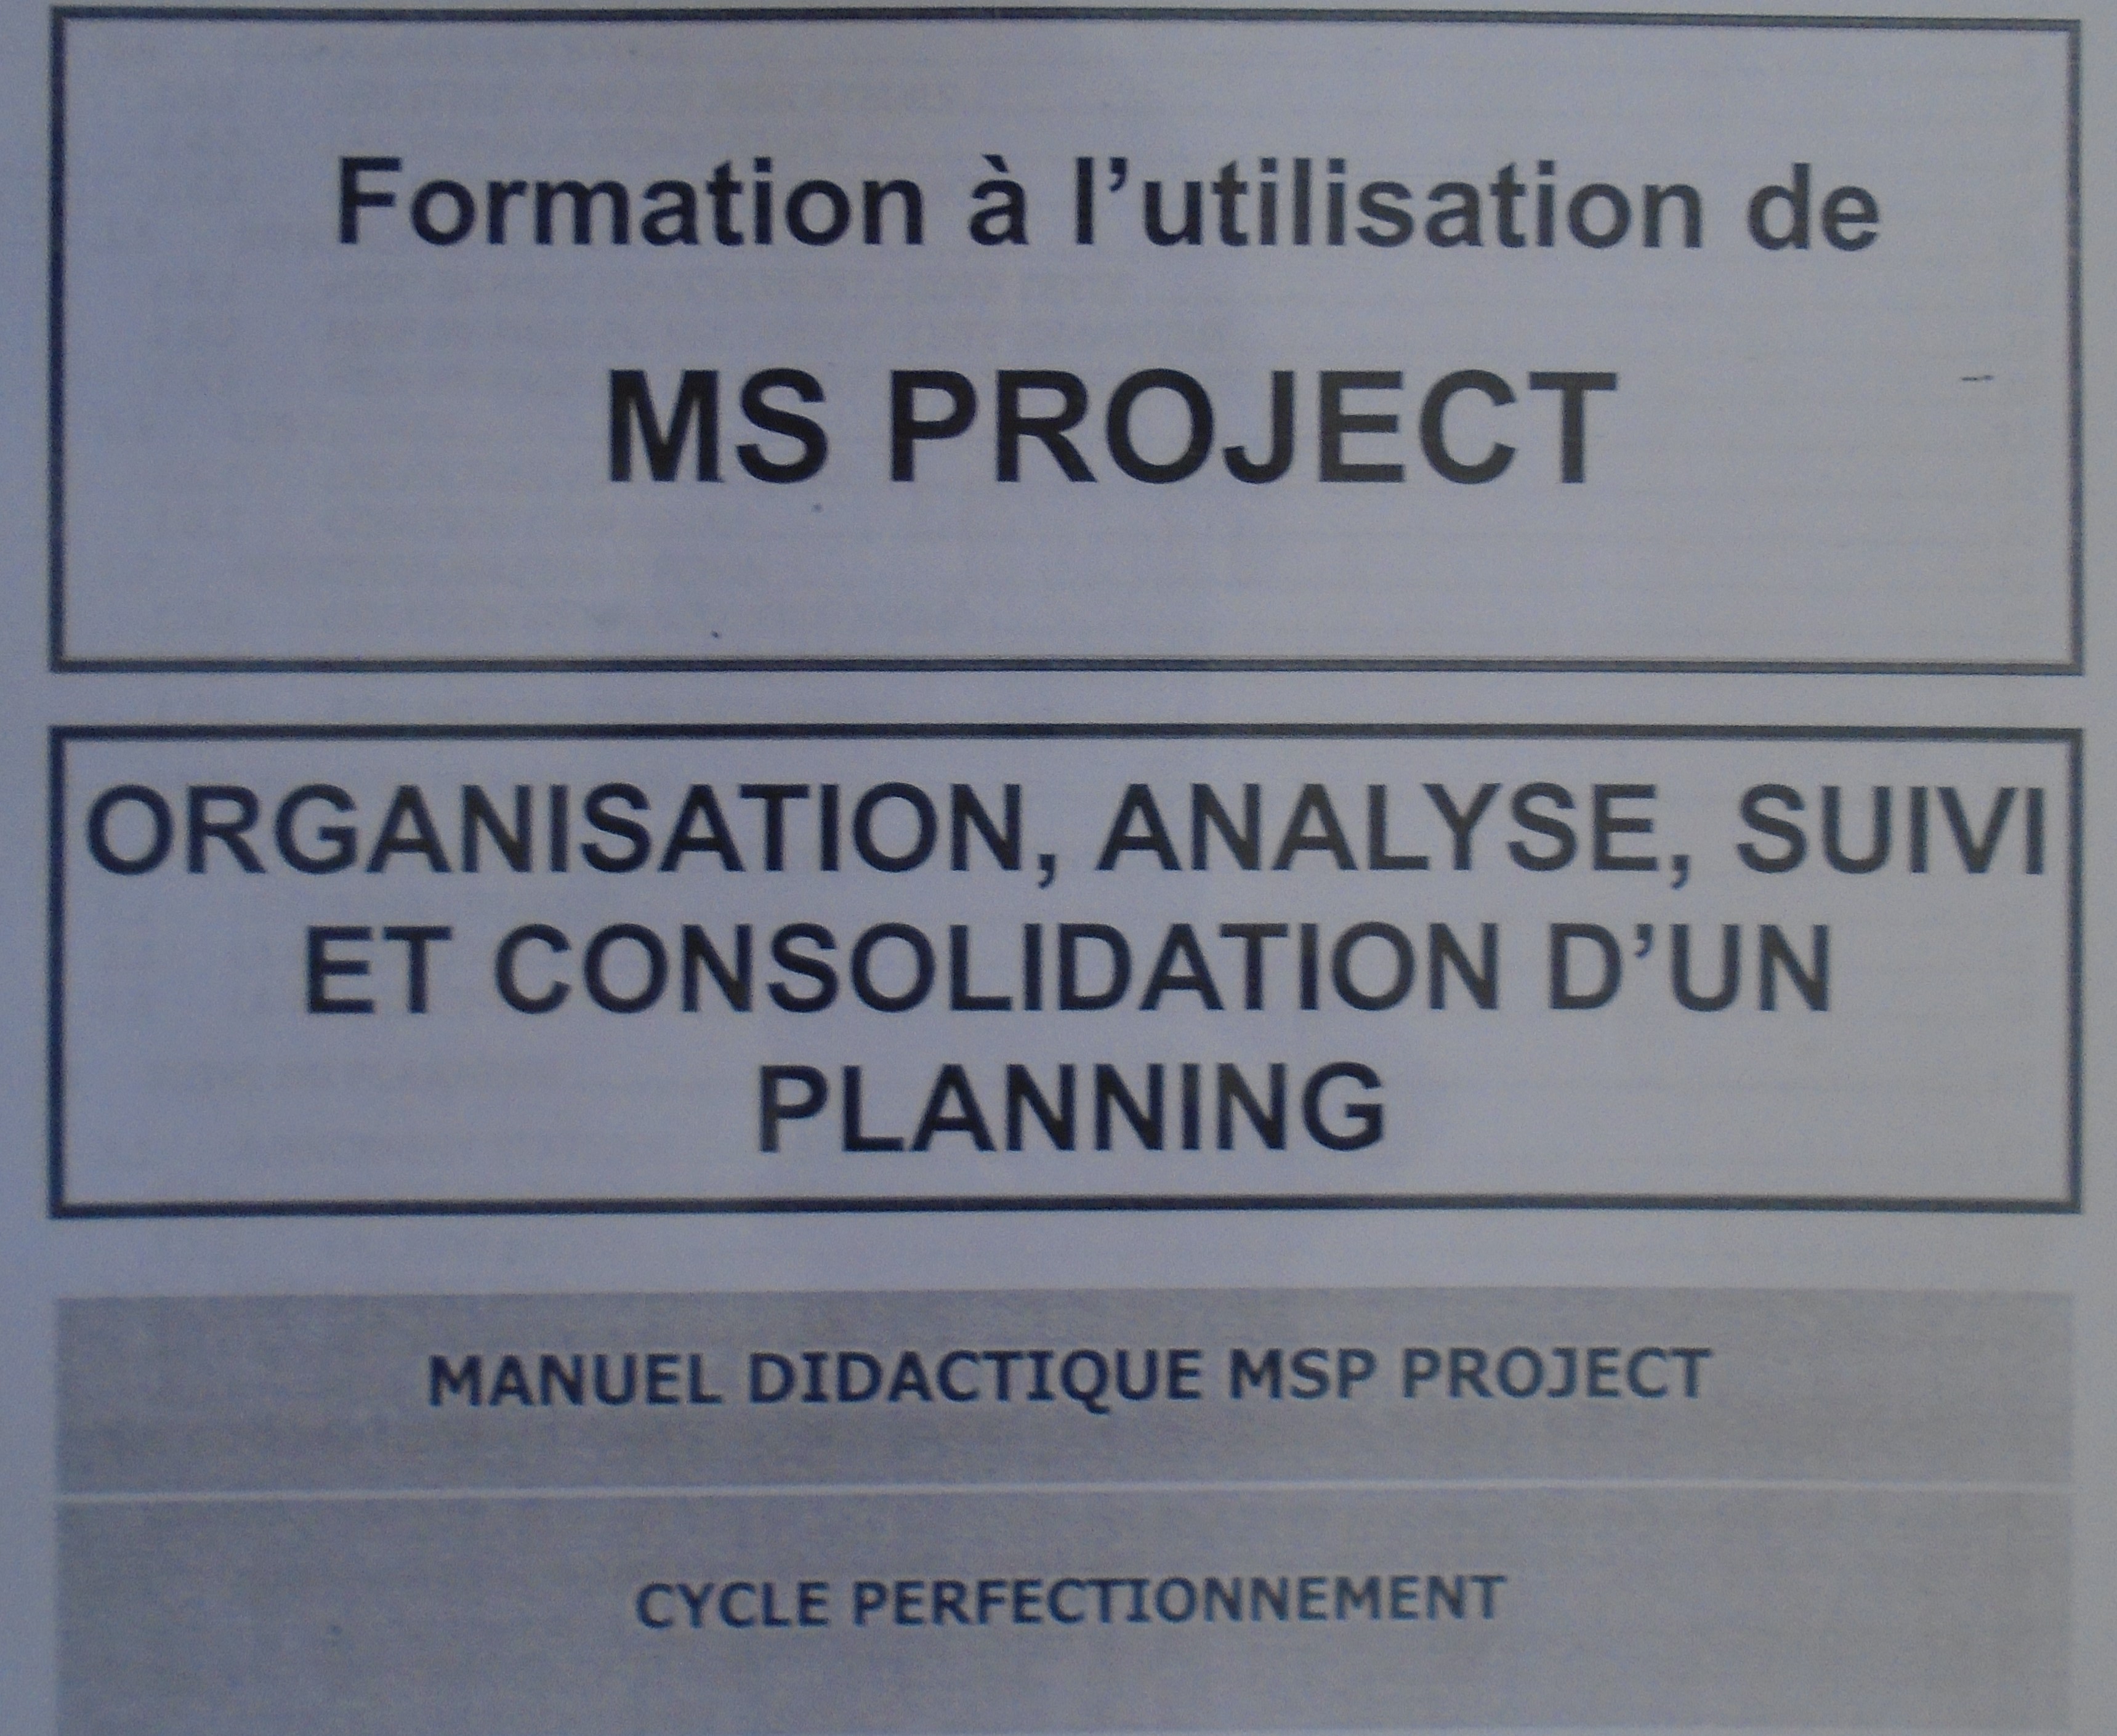 Formation à l’utilisation de
MS PROJECT
ORGANISATION, ANALYSE, SUIVI
ET CONSOLIDATION D’UN
PLANNING
MANUEL DIDACTIQUE MSP PROJECT
CYCLE PERFECTIONNEMENT